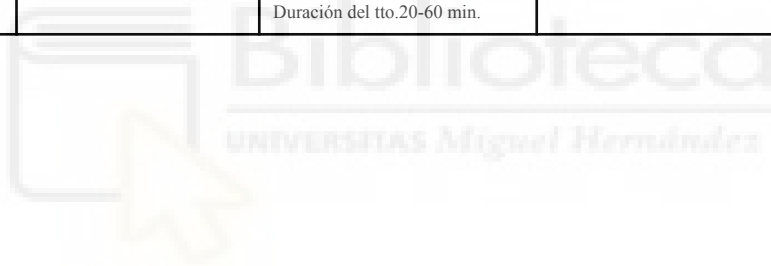 Duración del tto.20-60 min.
Biblioteca
UNIVERSITAS Miguel Hernández